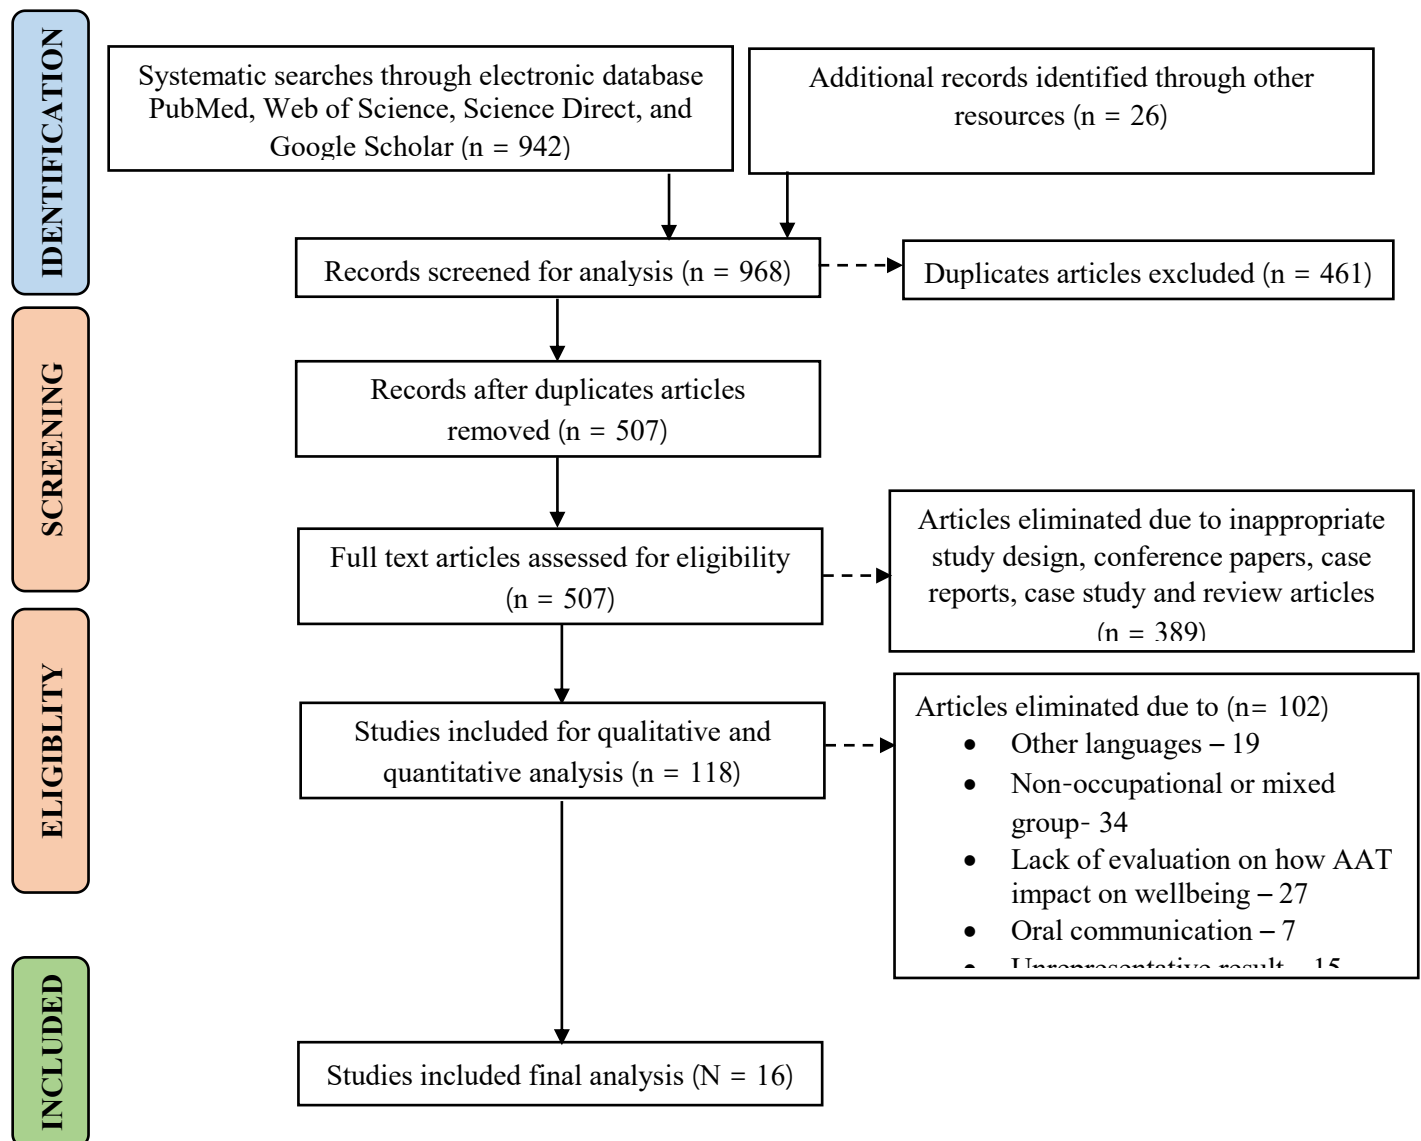 IDENTIFICATION
Systematic searches through electronic database
PubMed, Web of Science, Science Direct, and
Google Scholar (n = 942)
Additional records identified through other
resources (n = 26)
Records screened for analysis (n = 968)
Duplicates articles excluded (n = 461)
SCREENING
Records after duplicates articles
removed (n = 507)
Full text articles assessed for eligibility
(n = 507)
Articles eliminated due to inappropriate
study design, conference papers, case
reports, case study and review articles
(n = 389)
ELIGIBLITY
Studies included for qualitative and
quantitative analysis (n = 118)
Articles eliminated due to (n= 102)
• Other languages – 19
• Non-occupational or mixed
group- 34
• Lack of evaluation on how AAT
impact on wellbeing – 27
• Oral communication – 7
• Unrepresentative result – 15
INCLUDED
Studies included final analysis (N = 16)